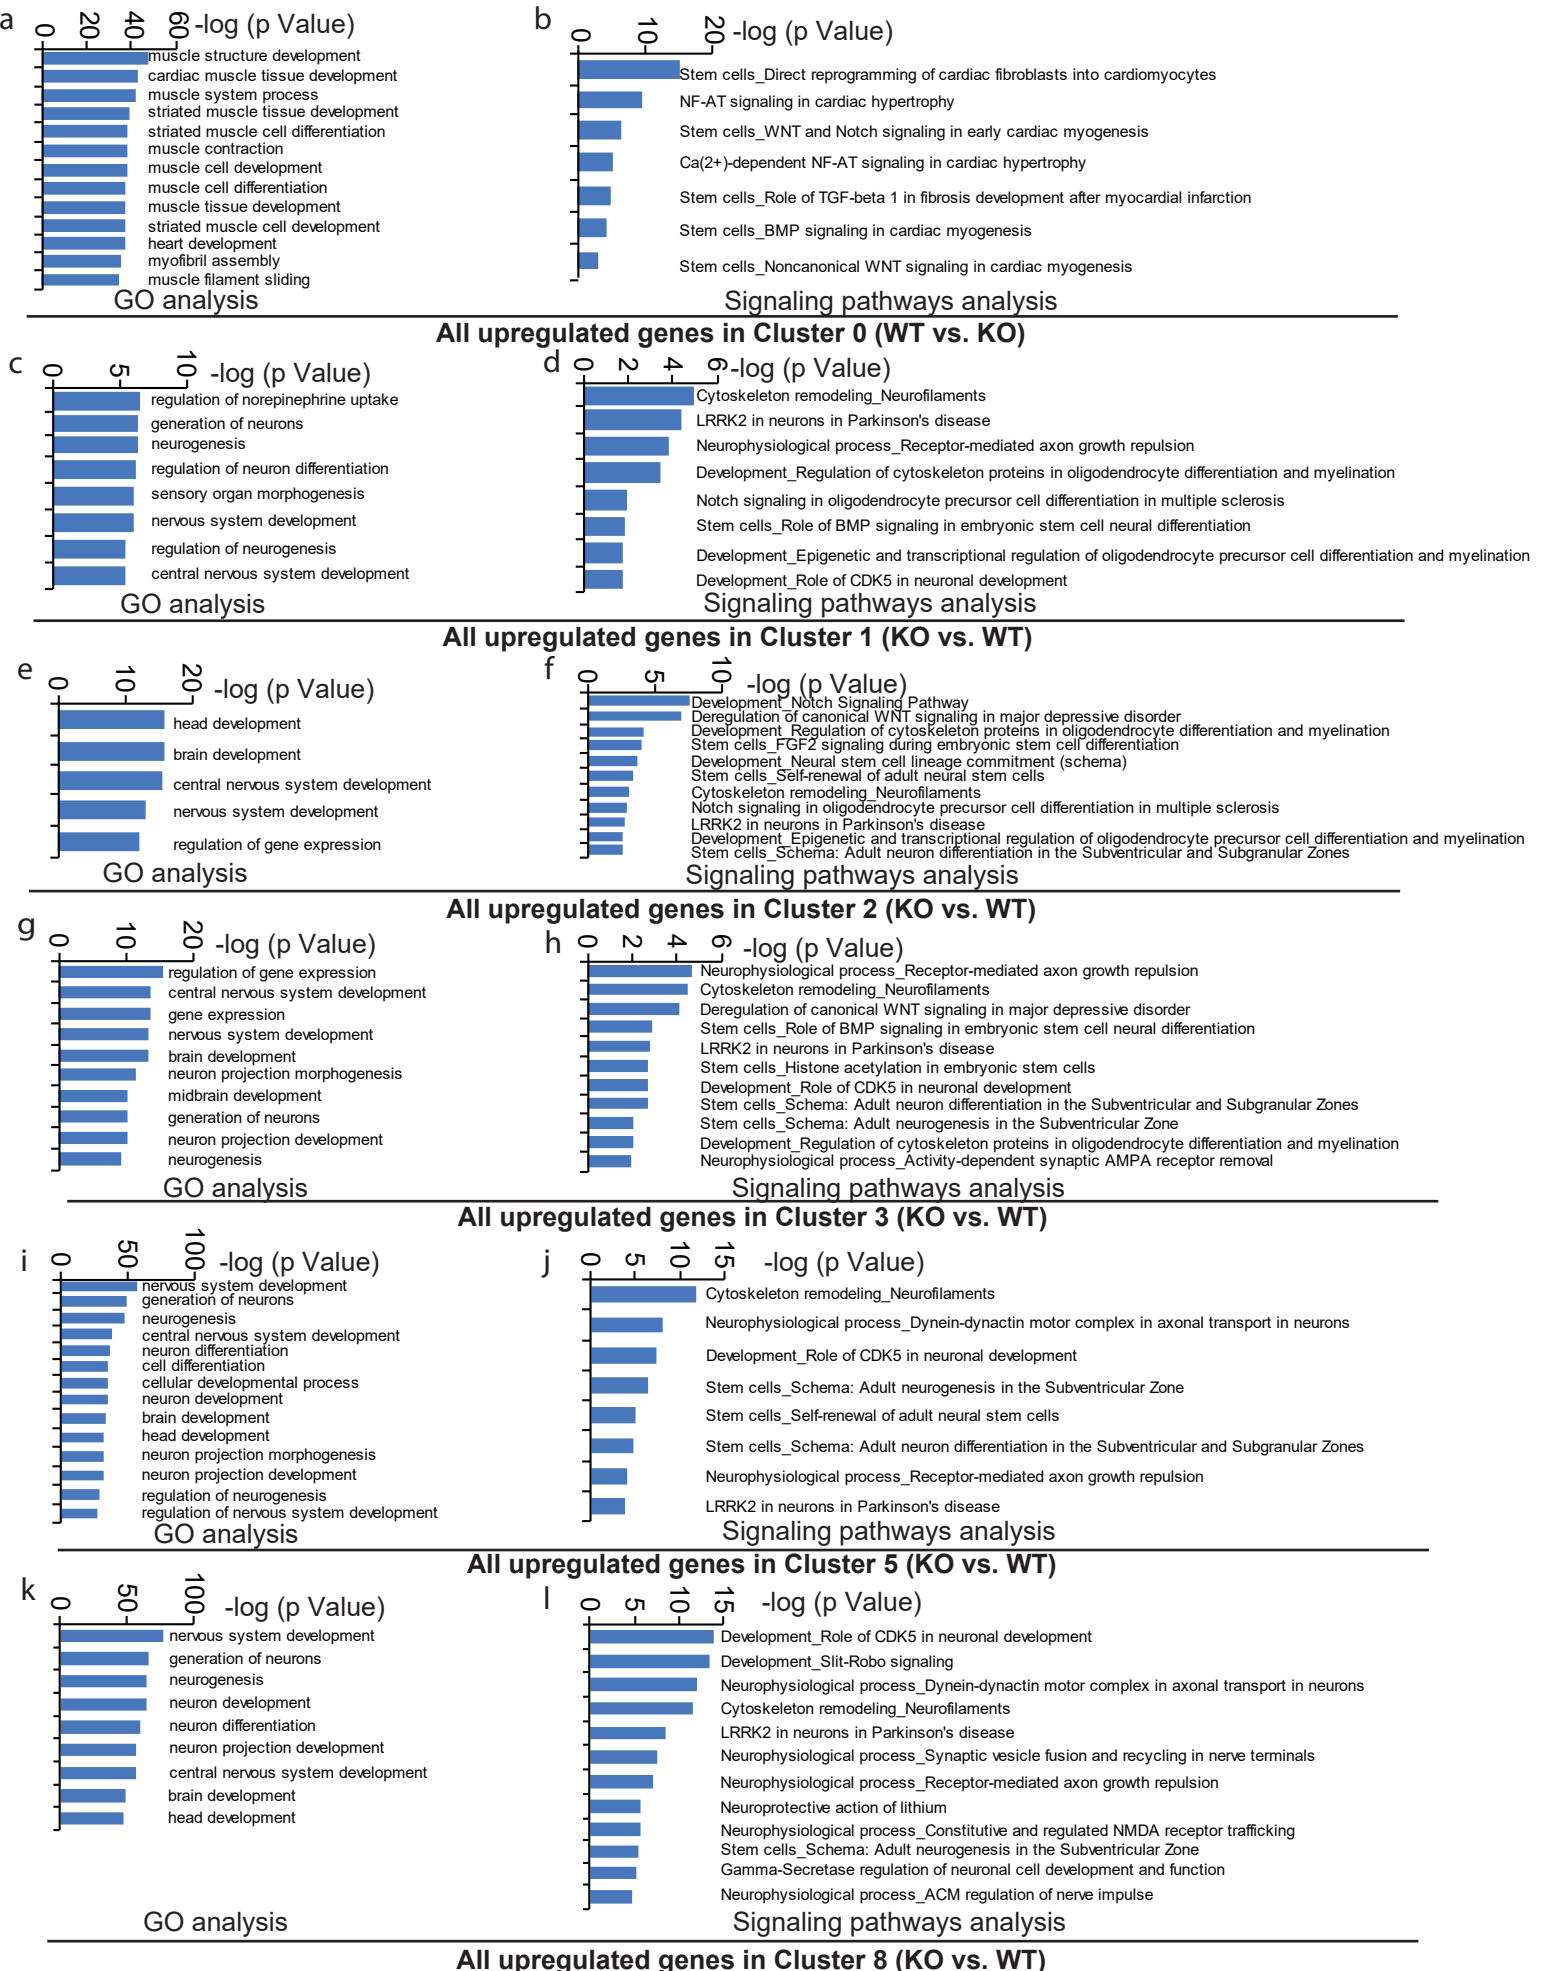 a
0 20 40 60 -log (p Value)
muscle structure development
cardiac muscle tissue development
muscle system process
striated muscle tissue development
striated muscle cell differentiation
muscle contraction
muscle cell development
muscle cell differentiation
muscle tissue development
striated muscle cell development
heart development
myofibril assembly
muscle filament sliding
GO analysis
b
0 10 20 -log (p Value)
Stem cells_Direct reprogramming of cardiac fibroblasts into cardiomyocytes
NF-AT signaling in cardiac hypertrophy
Stem cells_WNT and Notch signaling in early cardiac myogenesis
Ca(2+)-dependent NF-AT signaling in cardiac hypertrophy
Stem cells_Role of TGF-beta 1 in fibrosis development after myocardial infarction
Stem cells_BMP signaling in cardiac myogenesis
Stem cells_Noncanonical WNT signaling in cardiac myogenesis
Signaling pathways analysis
All upregulated genes in Cluster 0 (WT vs. KO)
c
0 5 10 -log (p Value)
regulation of norepinephrine uptake
generation of neurons
neurogenesis
regulation of neuron differentiation
sensory organ morphogenesis
nervous system development
regulation of neurogenesis
central nervous system development
GO analysis
d
0 2 4 6 -log (p Value)
Cytoskeleton remodeling_Neurofilaments
LRRK2 in neurons in Parkinson's disease
Neurophysiological process_Receptor-mediated axon growth repulsion
Development_Regulation of cytoskeleton proteins in oligodendrocyte differentiation and myelination
Notch signaling in oligodendrocyte precursor cell differentiation in multiple sclerosis
Stem cells_Role of BMP signaling in embryonic stem cell neural differentiation
Development_Epigenetic and transcriptional regulation of oligodendrocyte precursor cell differentiation and myelination
Development_Role of CDK5 in neuronal development
Signaling pathways analysis
All upregulated genes in Cluster 1 (KO vs. WT)
e
0 10 20 -log (p Value)
head development
brain development
central nervous system development
nervous system development
regulation of gene expression
GO analysis
f
0 5 10 -log (p Value)
Development_Notch Signaling Pathway
Deregulation of canonical WNT signaling in major depressive disorder
Development_Regulation of cytoskeleton proteins in oligodendrocyte differentiation and myelination
Stem cells_FGF2 signaling during embryonic stem cell differentiation
Development_Neural stem cell lineage commitment (schema)
Stem cells_Self-renewal of adult neural stem cells
Cytoskeleton remodeling_Neurofilaments
Notch signaling in oligodendrocyte precursor cell differentiation in multiple sclerosis
LRRK2 in neurons in Parkinson's disease
Development_Epigenetic and transcriptional regulation of oligodendrocyte precursor cell differentiation and myelination
Stem cells_Schema: Adult neuron differentiation in the Subventricular and Subgranular Zones
Signaling pathways analysis
All upregulated genes in Cluster 2 (KO vs. WT)
g
0 10 20 -log (p Value)
regulation of gene expression
central nervous system development
gene expression
nervous system development
brain development
neuron projection morphogenesis
midbrain development
generation of neurons
neuron projection development
neurogenesis
GO analysis
h
0 2 4 6 -log (p Value)
Neurophysiological process_Receptor-mediated axon growth repulsion
Cytoskeleton remodeling_Neurofilaments
Deregulation of canonical WNT signaling in major depressive disorder
Stem cells_Role of BMP signaling in embryonic stem cell neural differentiation
LRRK2 in neurons in Parkinson's disease
Stem cells_Histone acetylation in embryonic stem cells
Development_Role of CDK5 in neuronal development
Stem cells_Schema: Adult neuron differentiation in the Subventricular and Subgranular Zones
Stem cells_Schema: Adult neurogenesis in the Subventricular Zone
Development_Regulation of cytoskeleton proteins in oligodendrocyte differentiation and myelination
Neurophysiological process_Activity-dependent synaptic AMPA receptor removal
Signaling pathways analysis
All upregulated genes in Cluster 3 (KO vs. WT)
i
0 50 100 -log (p Value)
nervous system development
generation of neurons
neurogenesis
central nervous system development
neuron differentiation
cell differentiation
cellular developmental process
neuron development
brain development
head development
neuron projection morphogenesis
neuron projection development
regulation of neurogenesis
regulation of nervous system development
GO analysis
j
0 5 10 15 -log (p Value)
Cytoskeleton remodeling_Neurofilaments
Neurophysiological process_Dynein-dynactin motor complex in axonal transport in neurons
Development_Role of CDK5 in neuronal development
Stem cells_Schema: Adult neurogenesis in the Subventricular Zone
Stem cells_Self-renewal of adult neural stem cells
Stem cells_Schema: Adult neuron differentiation in the Subventricular and Subgranular Zones
Neurophysiological process_Receptor-mediated axon growth repulsion
LRRK2 in neurons in Parkinson's disease
Signaling pathways analysis
All upregulated genes in Cluster 5 (KO vs. WT)
k
0 50 100 -log (p Value)
nervous system development
generation of neurons
neurogenesis
neuron development
neuron differentiation
neuron projection development
central nervous system development
brain development
head development
GO analysis
l
0 5 10 15 -log (p Value)
Development_Role of CDK5 in neuronal development
Development_Slit-Robo signaling
Neurophysiological process_Dynein-dynactin motor complex in axonal transport in neurons
Cytoskeleton remodeling_Neurofilaments
LRRK2 in neurons in Parkinson's disease
Neurophysiological process_Synaptic vesicle fusion and recycling in nerve terminals
Neurophysiological process_Receptor-mediated axon growth repulsion
Neuroprotective action of lithium
Neurophysiological process_Constitutive and regulated NMDA receptor trafficking
Stem cells_Schema: Adult neurogenesis in the Subventricular Zone
Gamma-Secretase regulation of neuronal cell development and function
Neurophysiological process_ACM regulation of nerve impulse
Signaling pathways analysis
All upregulated genes in Cluster 8 (KO vs. WT)